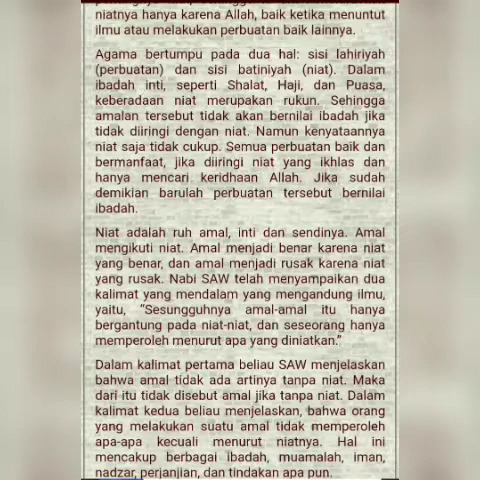 niatnya hanya karena Allah, baik ketika menuntut
ilmu atau melakukan perbuatan baik lainnya.
Agama bertumpu pada dua hal: sisi lahiriyah
(perbuatan) dan sisi batiniyah (niat). Dalam
ibadah inti, seperti Shalat, Haji, dan Puasa,
keberadaan niat merupakan rukun. Sehingga
amalan tersebut tidak akan bernilai ibadah jika
tidak diiringi dengan niat. Namun kenyataannya
niat saja tidak cukup. Semua perbuatan baik dan
bermanfaat, jika diiringi niat yang ikhlas dan
hanya mencari keridhaan Allah. Jika sudah
demikian barulah perbuatan tersebut bernilai
ibadah.
Niat adalah ruh amal, inti dan sendinya. Amal
mengikuti niat. Amal menjadi benar karena niat
yang benar, dan amal menjadi rusak karena niat
yang rusak. Nabi SAW telah menyampaikan dua
kalimat yang mendalam yang mengandung ilmu,
yaitu, “Sesungguhnya amal-amal itu hanya
bergantung pada niat-niat, dan seseorang hanya
memperoleh menurut apa yang diniatkan.”
Dalam kalimat pertama beliau SAW menjelaskan
bahwa amal tidak ada artinya tanpa niat. Maka
dari itu tidak disebut amal jika tanpa niat. Dalam
kalimat kedua beliau menjelaskan, bahwa orang
yang melakukan suatu amal tidak memperoleh
apa-apa kecuali menurut niatnya. Hal ini
mencakup berbagai ibadah, muamalah, iman,
nadzar, perjanjian, dan tindakan apa pun.